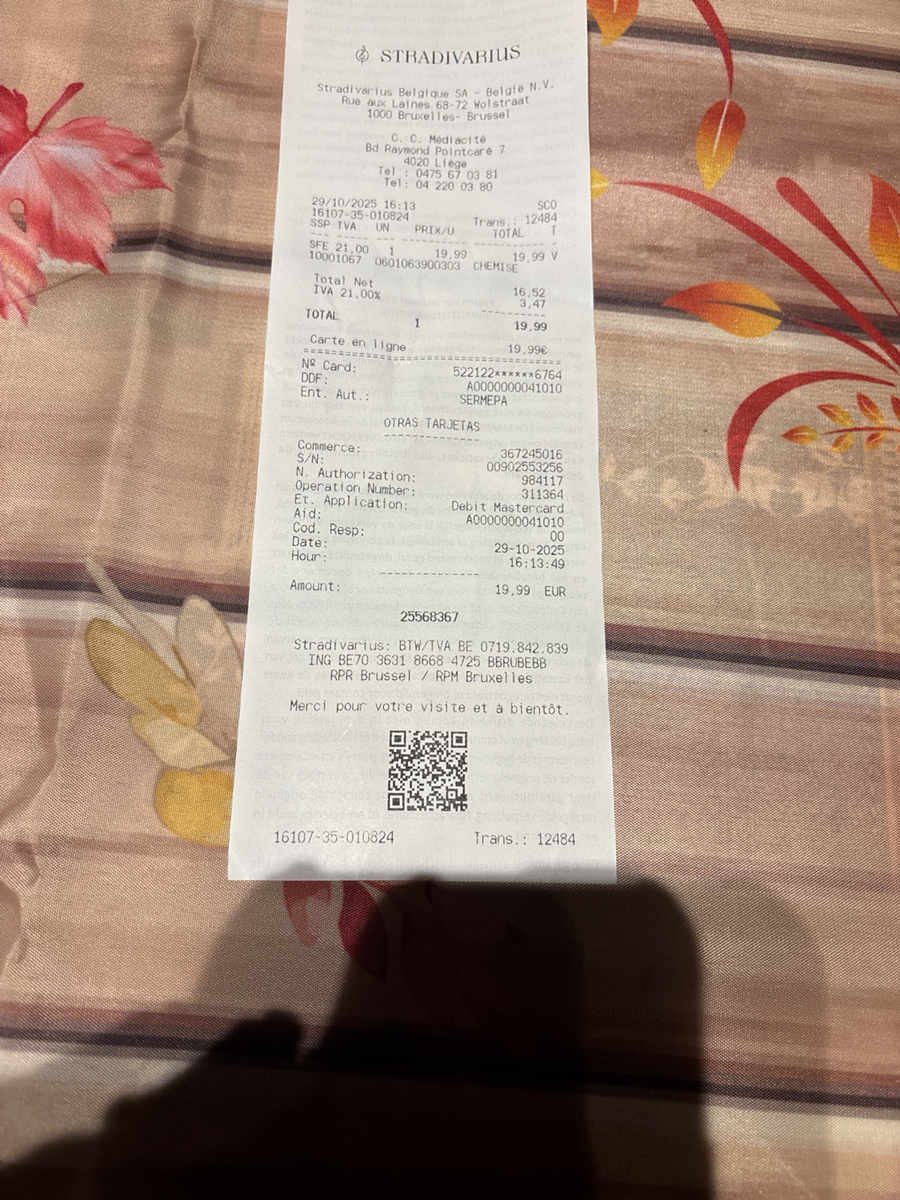 STRADIVARIUS
Stradivarius Belgique SA - België N.V.
Rue aux Laines 68-72 Wolstraat
1000 Bruxelles- Brussel
C. C. Médiacité
Bd Raymond Pointcaré 7
4020 Liège
Tel : 0475 67 03 81
Tel: 04 220 03 80
29/10/2025 16:13 SCO
16107-35-010824 Trans.: 12484
SSP TVA UN PRIX/U TOTAL T
SFE 21,00 1 19,99 19,99 V
10001067 0601063900303 CHEMISE
Total Net 16,52
IVA 21,00% 3,47
TOTAL 1 19,99
Carte en ligne 19,99€
Nº Card: 522122******6764
DDF: A0000000041010
Ent. Aut.: SERMEPA
OTRAS TARJETAS
Commerce: 367245016
S/N: 00902553256
N. Authorization: 984117
Operation Number: 311364
Et. Application: Debit Mastercard
Aid: A0000000041010
Cod. Resp: 00
Date: 29-10-2025
Hour: 16:13:49
Amount: 19,99 EUR
25568367
Stradivarius: BTW/TVA BE 0719.842.839
ING BE70 3631 8668 4725 BBRUBEBB
RPR Brussel / RPM Bruxelles
Merci pour votre visite et à bientôt.
16107-35-010824 Trans.: 12484